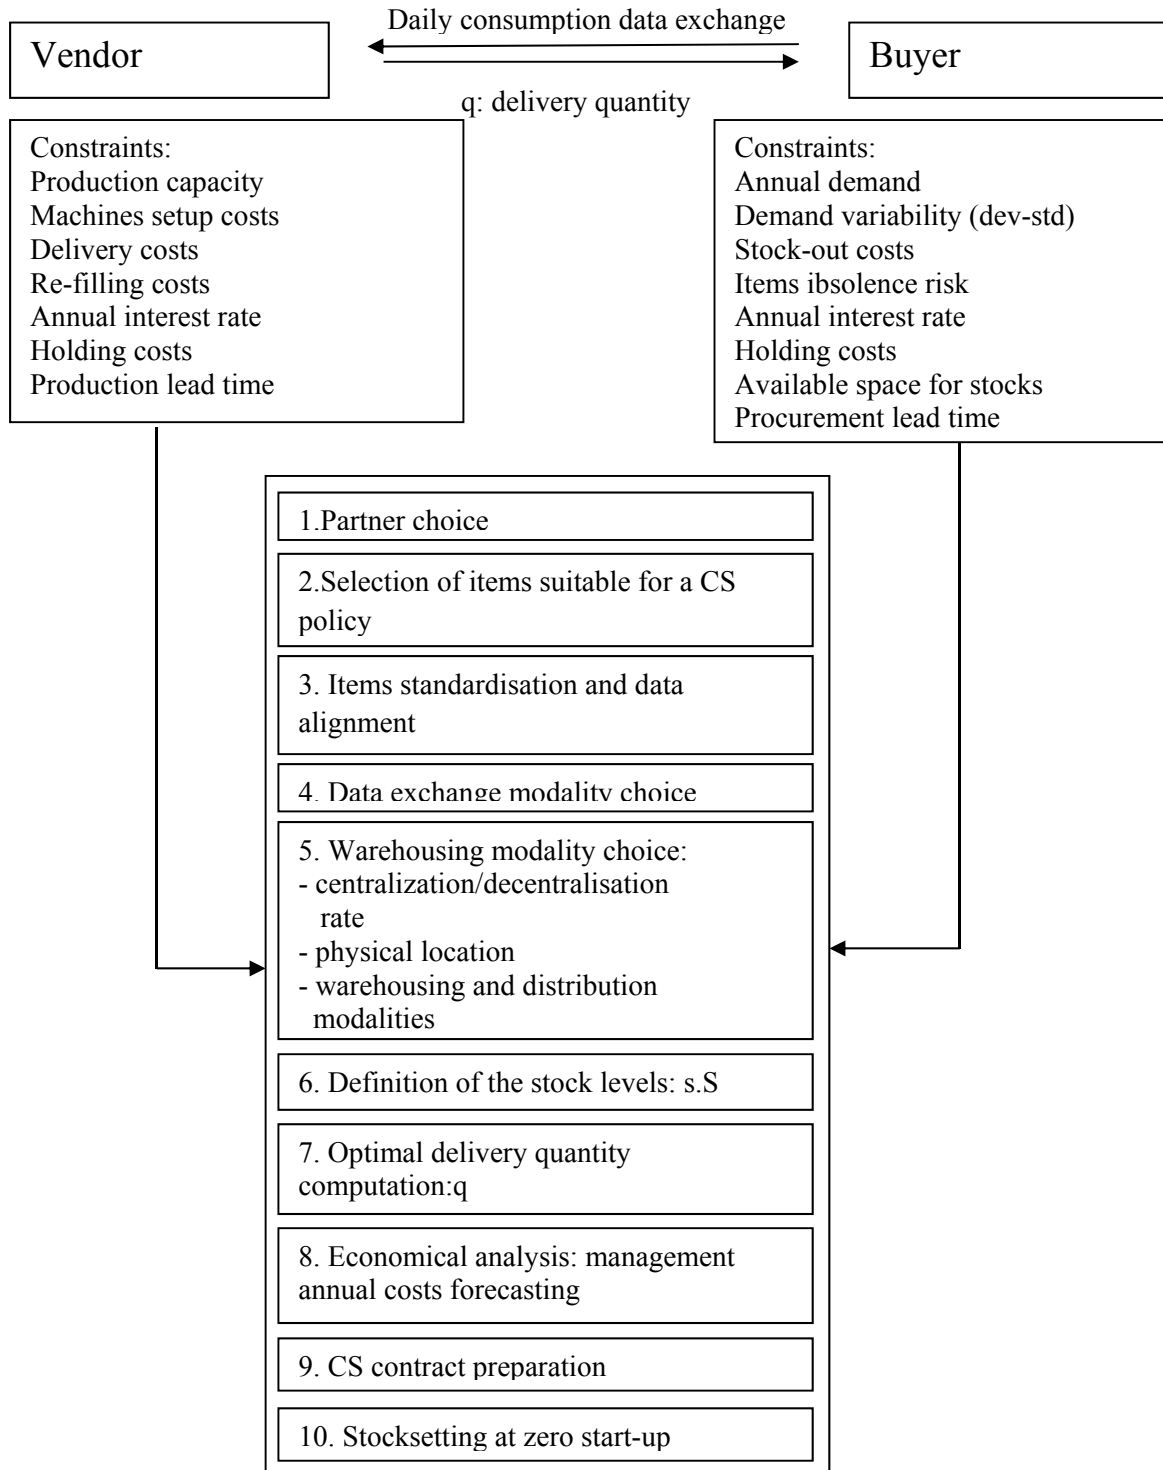 Daily consumption data exchange
Vendor
Buyer
q: delivery quantity
Constraints:
Production capacity
Machines setup costs
Delivery costs
Re-filling costs
Annual interest rate
Holding costs
Production lead time
Constraints:
Annual demand
Demand variability (dev-std)
Stock-out costs
Items ibsolence risk
Annual interest rate
Holding costs
Available space for stocks
Procurement lead time
1.Partner choice
2.Selection of items suitable for a CS
policy
3. Items standardisation and data
alignment
4. Data exchange modality choice
5. Warehousing modality choice:
- centralization/decentralisation
rate
- physical location
- warehousing and distribution
modalities
6. Definition of the stock levels: s.S
7. Optimal delivery quantity
computation:q
8. Economical analysis: management
annual costs forecasting
9. CS contract preparation
10. Stocksetting at zero start-up